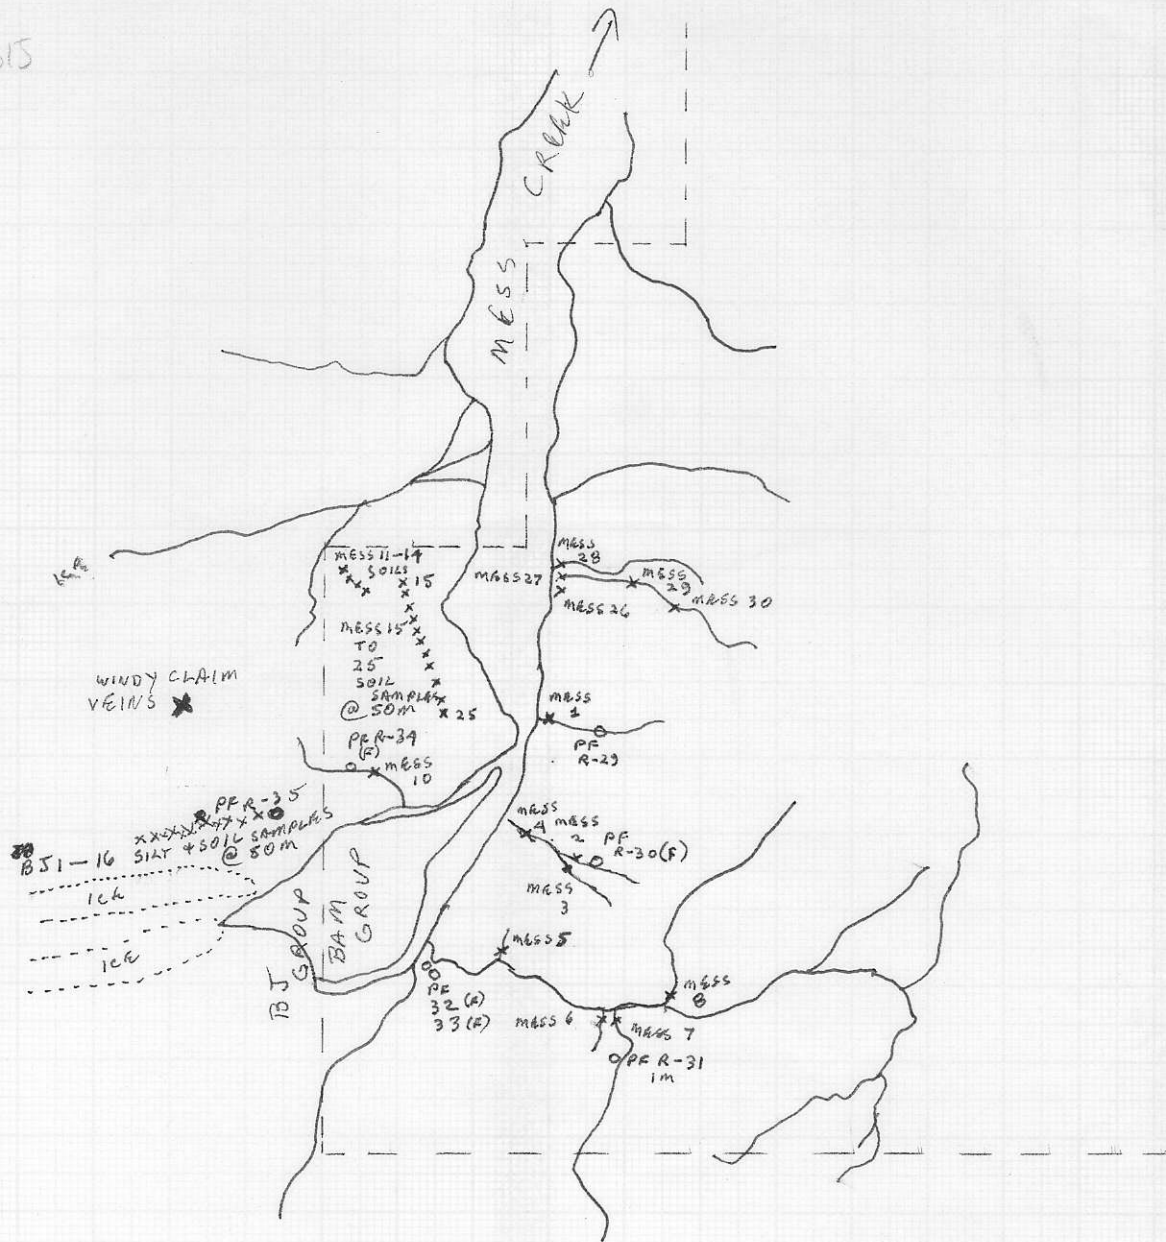 MESS CREEK
MESS
28
MESS 27
MESS
29
MESS 30
MESS 26
MESS 11-14
SOILS
15
MESS 15
TO
25
SOIL
SAMPLES
@ 50M
25
ICE
WINDY CLAIM
VEINS
MESS
1
PF
R-29
PF R-34
(F)
MESS
10
PF R-35
BJ1-16
SILT + SOIL SAMPLES
@ 50M
ICE
ICE
BJ
GROUP
BAM
GROUP
MESS
4
MESS
2
PF
R-30(F)
MESS
3
MESS 5
PF
32 (F)
33 (F)
MESS 6
MESS 7
MESS
8
PF R-31
1m